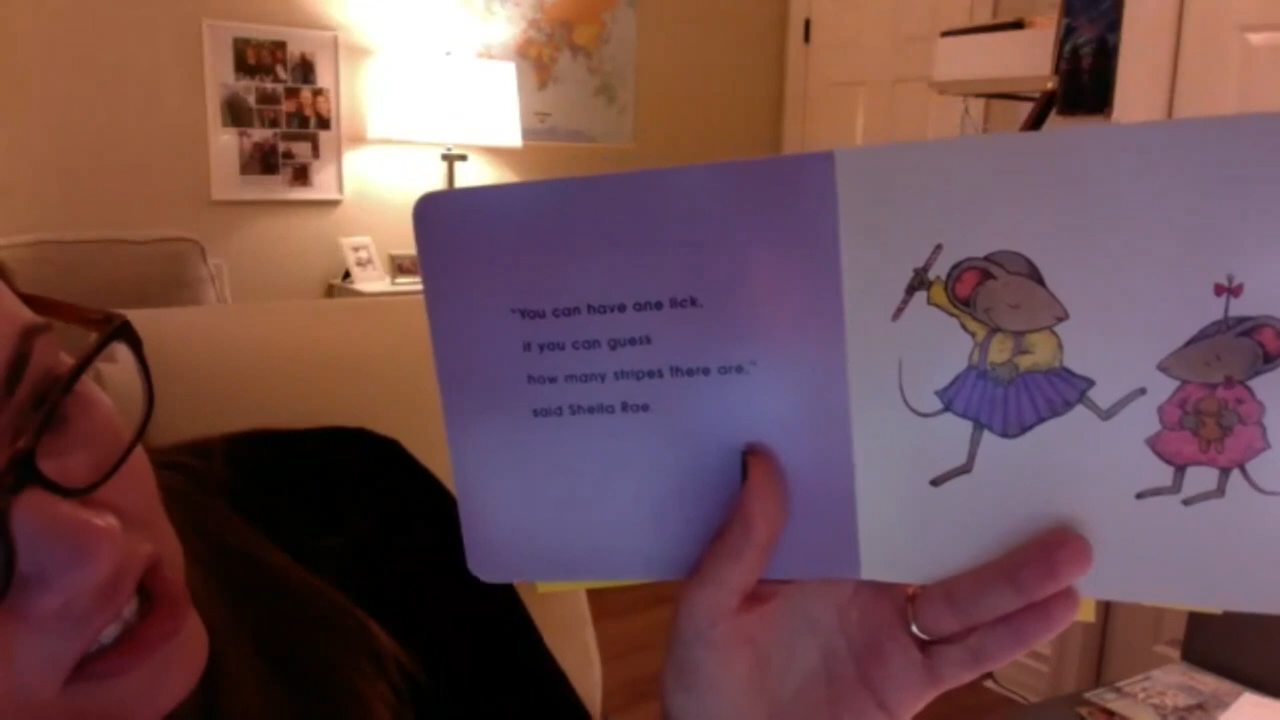 "You can have one lick,
if you can guess
how many stripes there are,"
said Sheila Rae.